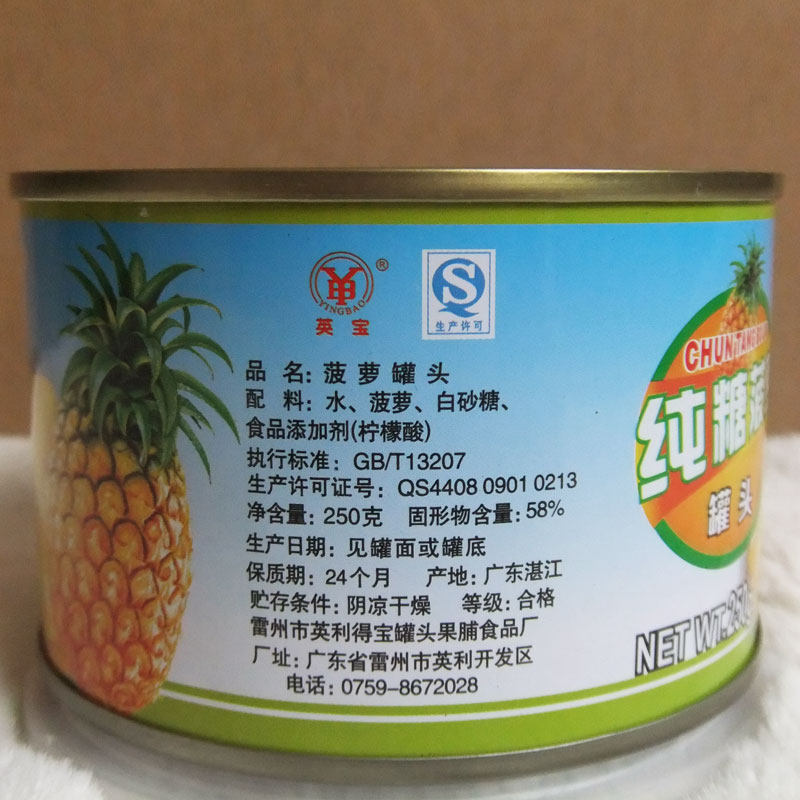 YB
YINGBAO
®
英宝
S
生产许可
品 名: 菠萝罐头
配 料: 水、菠萝、白砂糖、
食品添加剂(柠檬酸)
执行标准: GB/T13207
生产许可证号: QS4408 0901 0213
净含量: 250克 固形物含量: 58%
生产日期: 见罐面或罐底
保质期: 24个月 产地: 广东湛江
贮存条件: 阴凉干燥 等级: 合格
雷州市英利得宝罐头果脯食品厂
厂址: 广东省雷州市英利开发区
电话: 0759-8672028
CHUN TANG
纯糖菠
罐头
NET WT.250